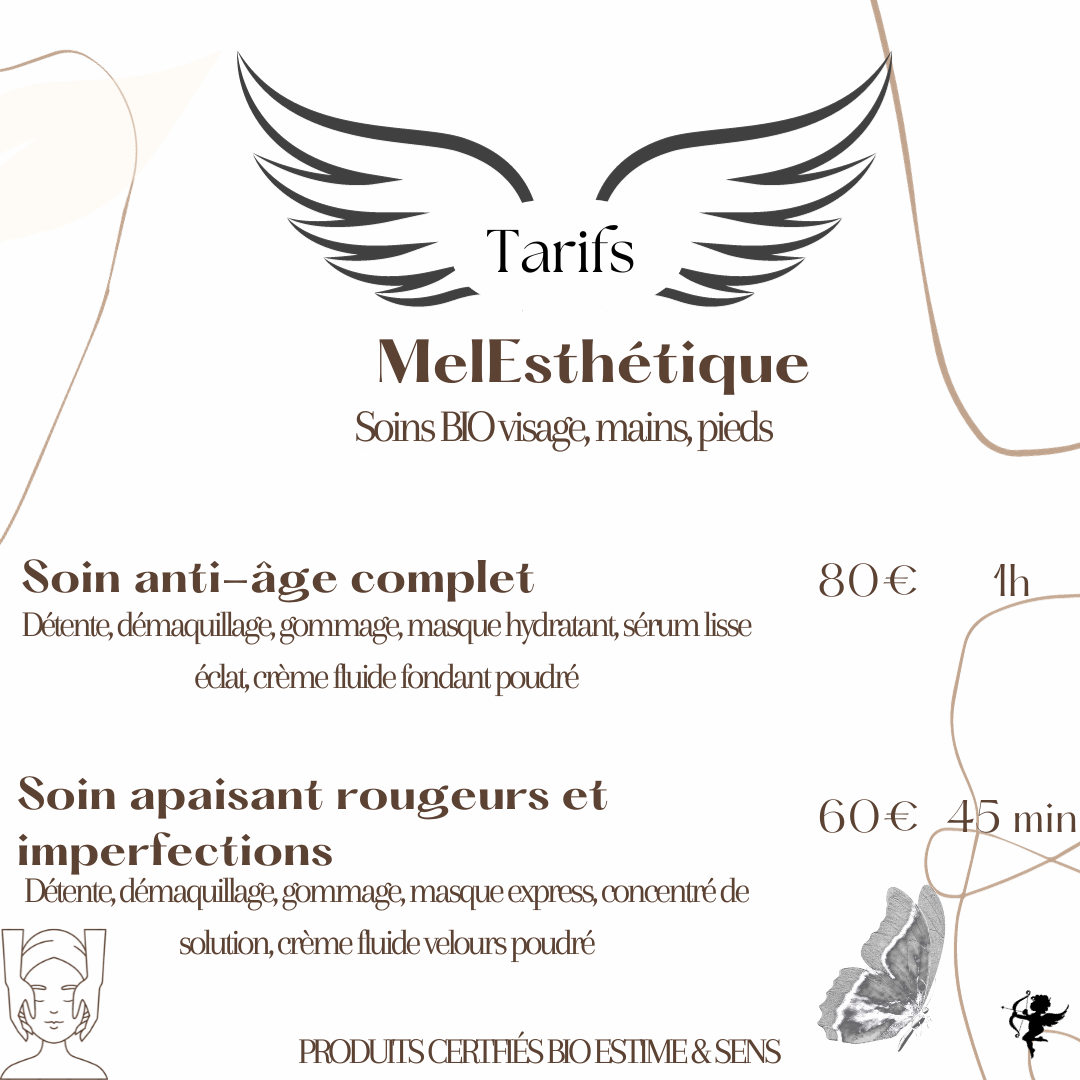 Tarifs
MelEsthétique
Soins BIO visage, mains, pieds
Soin anti-âge complet
80€ 1h
Détente, démaquillage, gommage, masque hydratant, sérum lisse
éclat, crème fluide fondant poudré
Soin apaisant rougeurs et
imperfections
60€ 45 min
Détente, démaquillage, gommage, masque express, concentré de
solution, crème fluide velours poudré
PRODUITS CERTIFIÉS BIO ESTIME & SENS